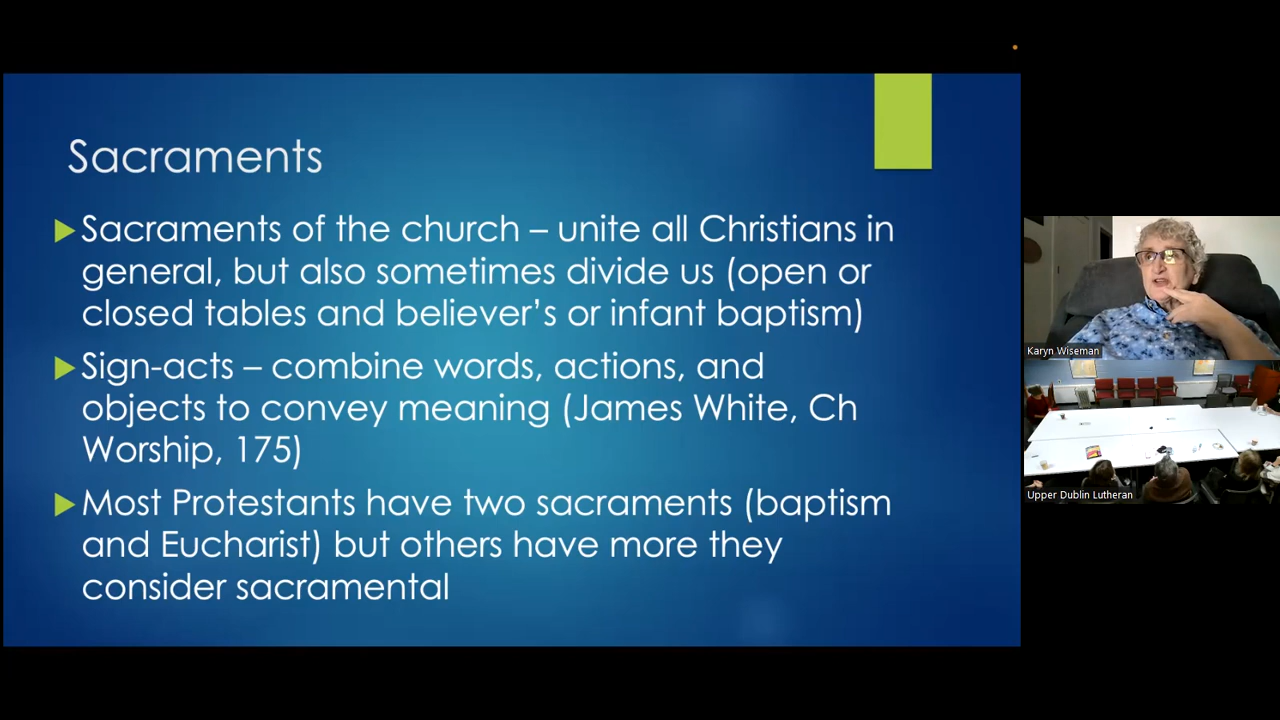 Sacraments
Sacraments of the church – unite all Christians in
general, but also sometimes divide us (open or
closed tables and believer’s or infant baptism)
Sign-acts – combine words, actions, and
objects to convey meaning (James White, Ch
Worship, 175)
Most Protestants have two sacraments (baptism
and Eucharist) but others have more they
consider sacramental
Karyn Wiseman
Upper Dublin Lutheran